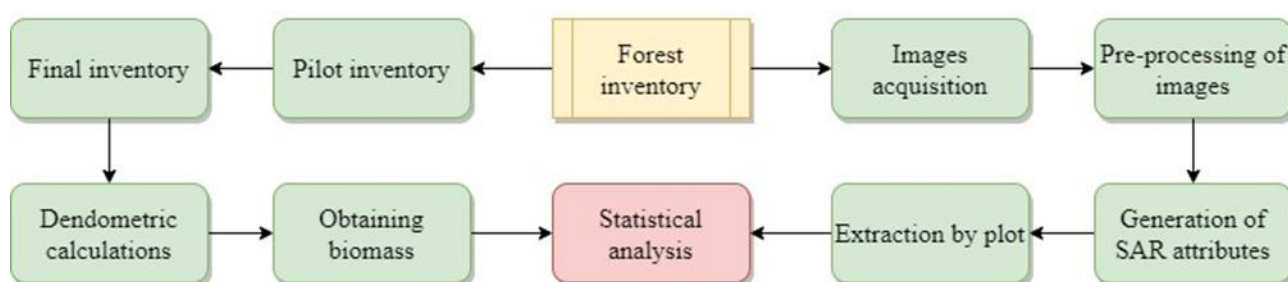 Final inventory
Pilot inventory
Forest
inventory
Images
acquisition
Pre-processing of
images
Dendometric
calculations
Obtaining
biomass
Statistical
analysis
Extraction by plot
Generation of
SAR attributes